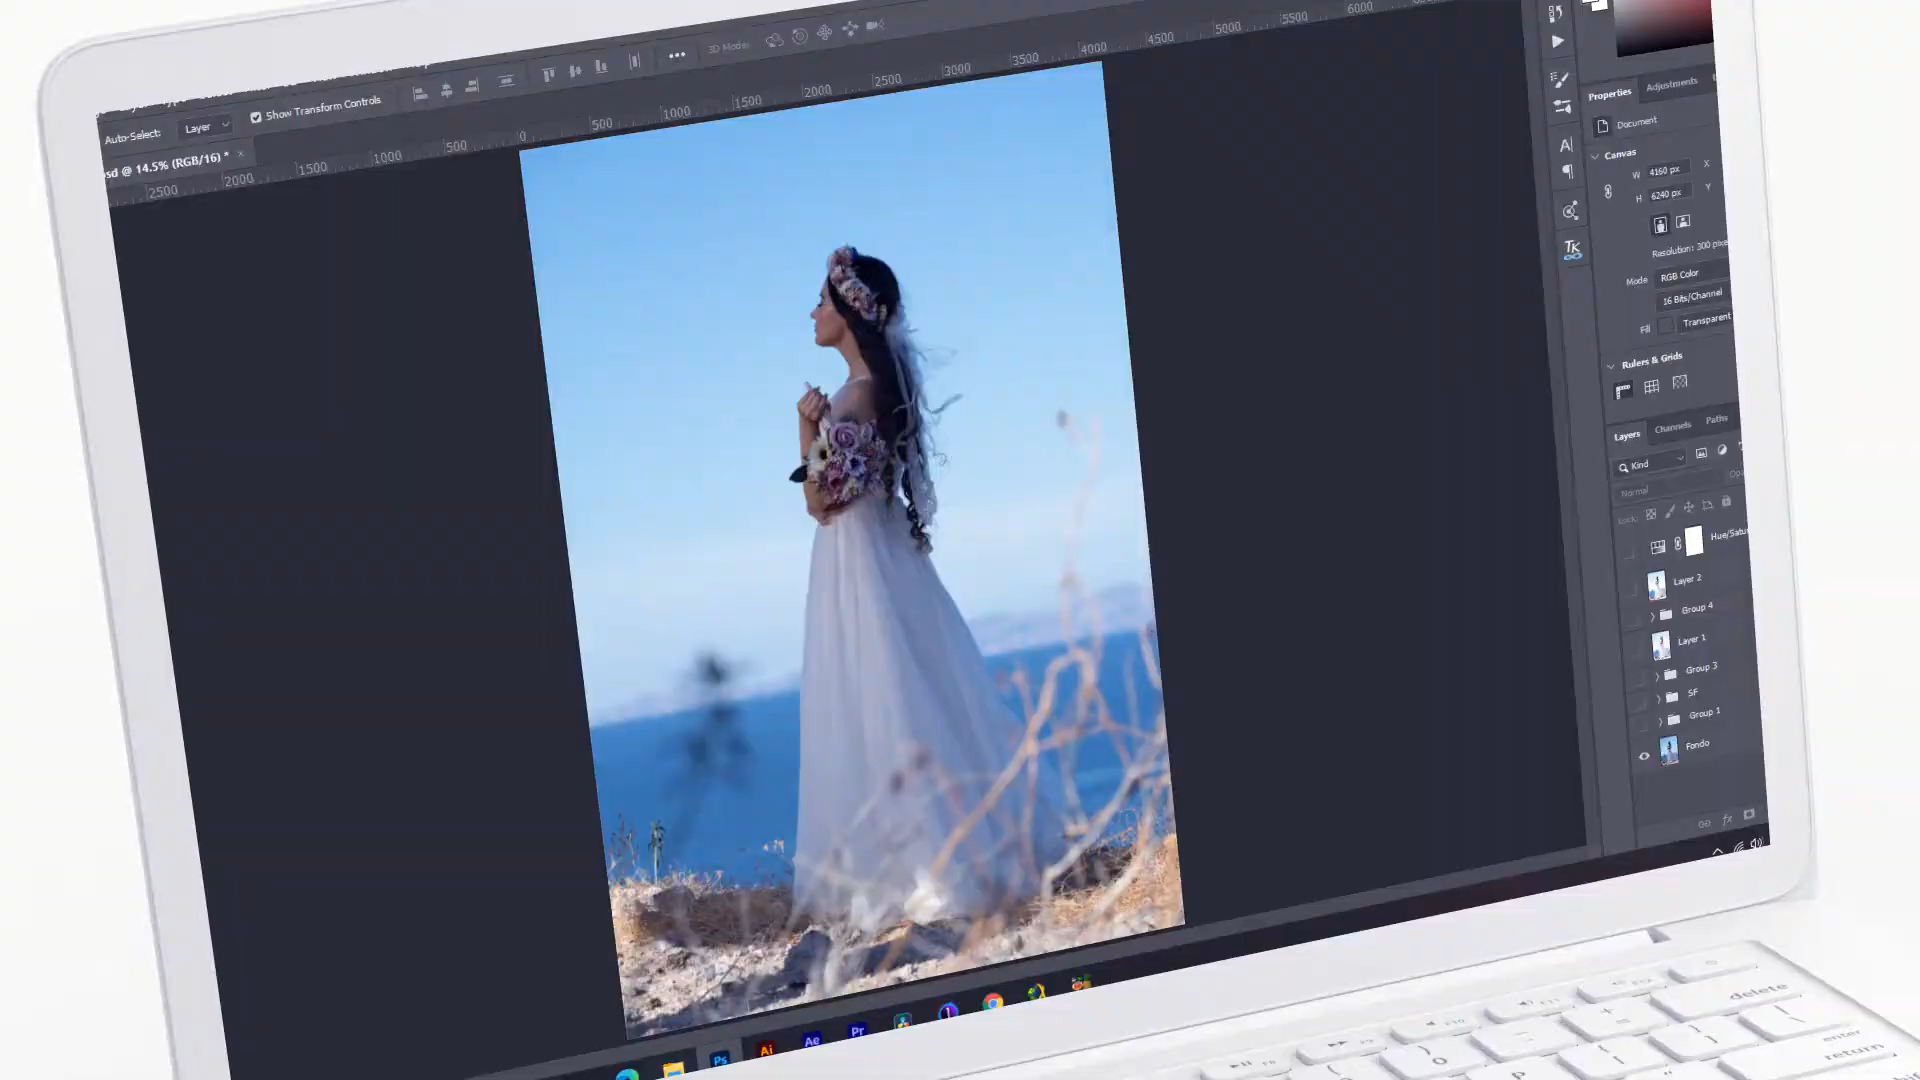 Auto-Select: Layer Show Transform Controls 3D Mode:
sd @ 14.5% (RGB/16) * ×
2500 2000 1500 1000 500 0 500 1000 1500 2000 2500 3000 3500 4000 4500 5000 5500 6000
Properties Adjustments
Document
Canvas
W 4160 px X
H 6240 px Y
Resolution: 300 pixe
Mode RGB Color
16 Bits/Channel
Fill Transparent
Rulers & Grids
Layers Channels Paths
Kind
Normal Opa
Lock:
Hue/Satu
Layer 2
Group 4
Layer 1
Group 3
SF
Group 1
Fondo
fx
A
TK
Ps Ai Ae Pr
delete
enter
return